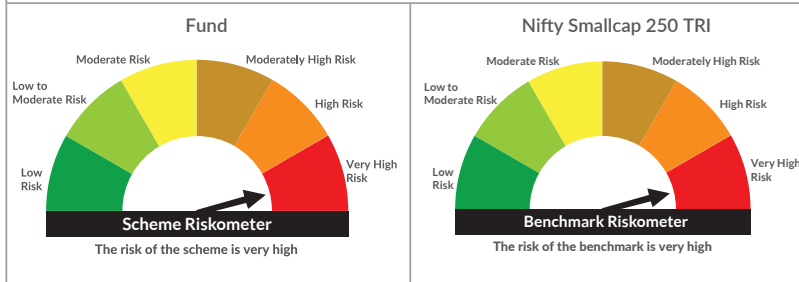 Fund
Moderate Risk
Moderately High Risk
Low to
Moderate Risk
High Risk
Low
Risk
Very High
Risk
Scheme Riskometer
The risk of the scheme is very high
Nifty Smallcap 250 TRI
Moderate Risk
Moderately High Risk
Low to
Moderate Risk
High Risk
Low
Risk
Very High
Risk
Benchmark Riskometer
The risk of the benchmark is very high